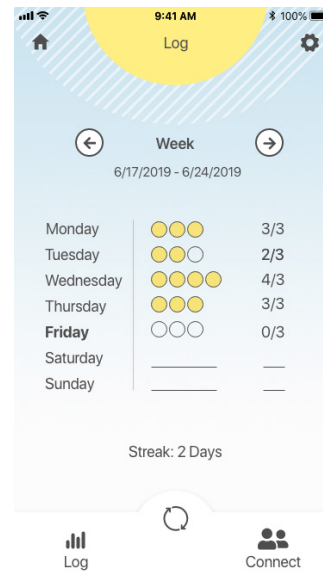 9:41 AM
100%
Log
Week
6/17/2019 - 6/24/2019
Monday 3/3
Tuesday 2/3
Wednesday 4/3
Thursday 3/3
Friday 0/3
Saturday
Sunday
Streak: 2 Days
Log
Connect